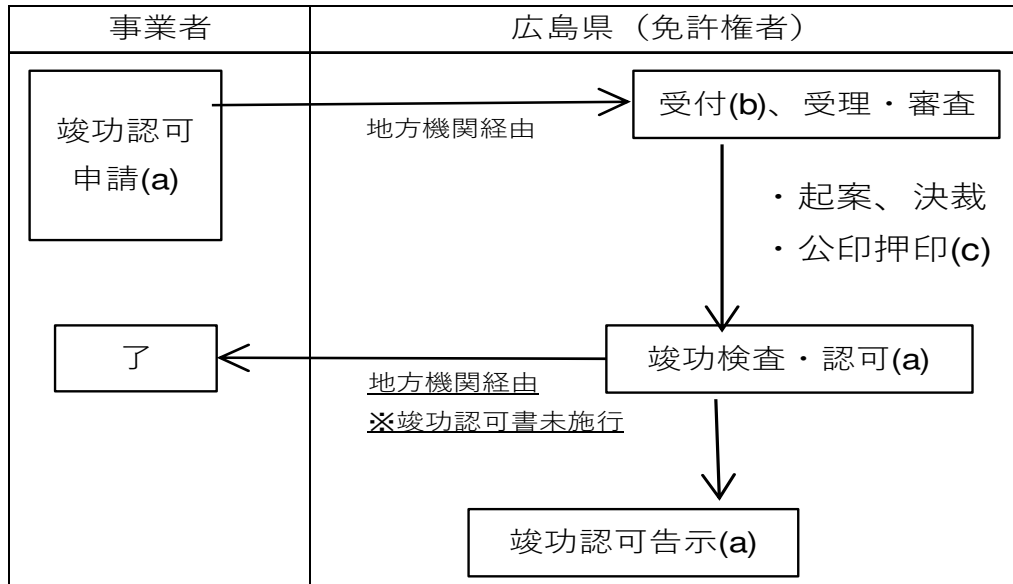 事業者
広島県（免許権者）
竣功認可
申請(a)
地方機関経由
受付(b)、受理・審査
・起案、決裁
・公印押印(c)
了
地方機関経由
※竣功認可書未施行
竣功検査・認可(a)
竣功認可告示(a)